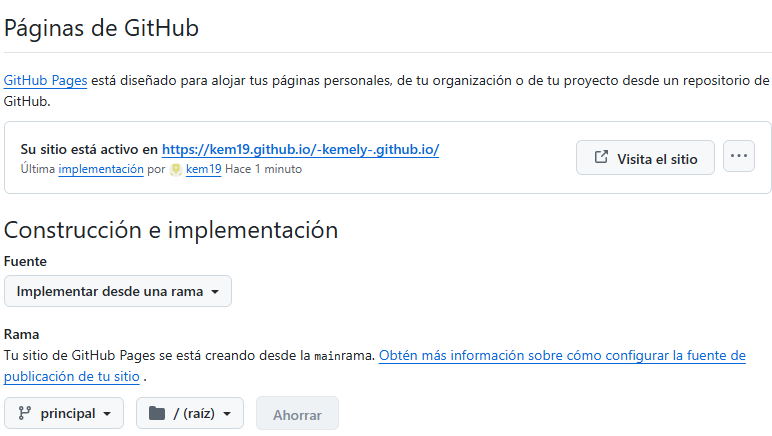 Páginas de GitHub
GitHub Pages está diseñado para alojar tus páginas personales, de tu organización o de tu proyecto desde un repositorio de
GitHub.
Su sitio está activo en https://kem19.github.io/-kemely-.github.io/
Última implementación por kem19 Hace 1 minuto
Visita el sitio
Construcción e implementación
Fuente
Implementar desde una rama
Rama
Tu sitio de GitHub Pages se está creando desde la mainrama. Obtén más información sobre cómo configurar la fuente de
publicación de tu sitio .
principal / (raíz) Ahorrar